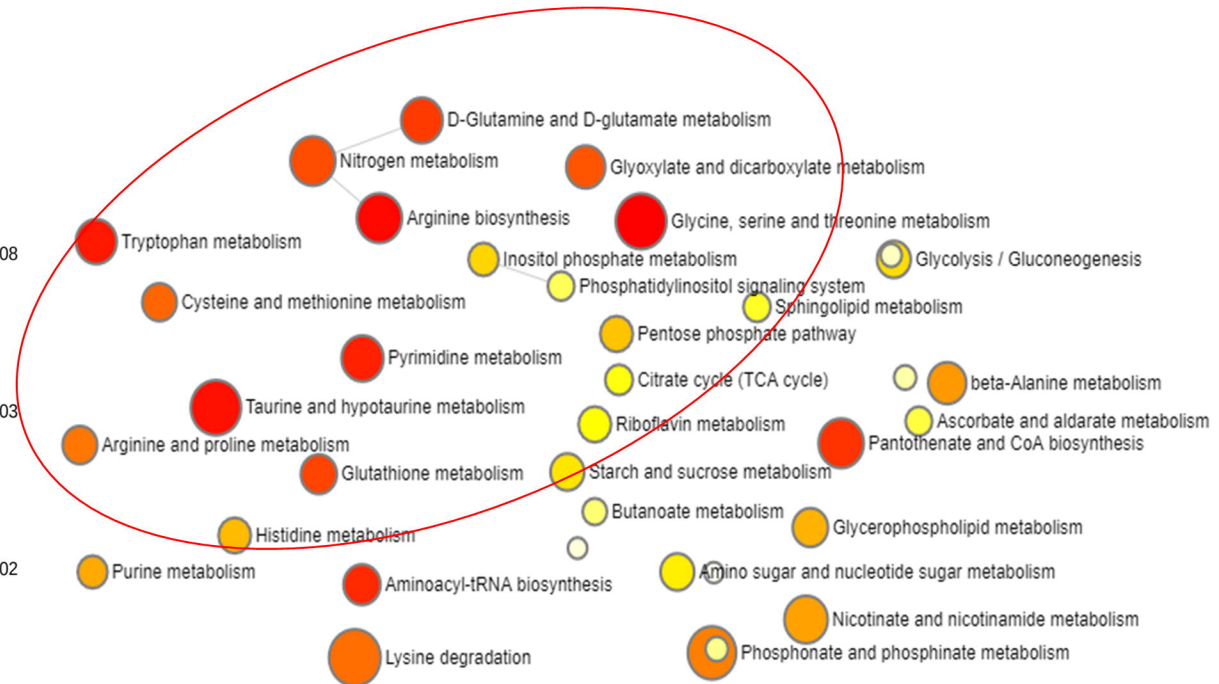 D-Glutamine and D-glutamate metabolism
Nitrogen metabolism
Glyoxylate and dicarboxylate metabolism
Arginine biosynthesis
Glycine, serine and threonine metabolism
Tryptophan metabolism
08
Inositol phosphate metabolism
Glycolysis / Gluconeogenesis
Phosphatidylinositol signaling system
Cysteine and methionine metabolism
Sphingolipid metabolism
Pentose phosphate pathway
Pyrimidine metabolism
Citrate cycle (TCA cycle)
beta-Alanine metabolism
03
Taurine and hypotaurine metabolism
Riboflavin metabolism
Ascorbate and aldarate metabolism
Arginine and proline metabolism
Pantothenate and CoA biosynthesis
Glutathione metabolism
Starch and sucrose metabolism
Butanoate metabolism
Glycerophospholipid metabolism
Histidine metabolism
02
Purine metabolism
Amino sugar and nucleotide sugar metabolism
Aminoacyl-tRNA biosynthesis
Nicotinate and nicotinamide metabolism
Lysine degradation
Phosphonate and phosphinate metabolism